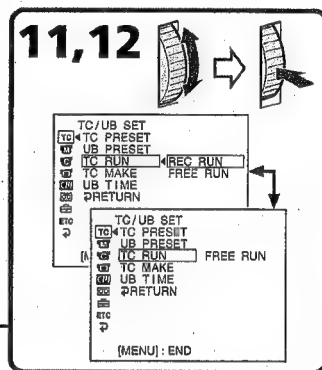 11,12
TC/UB SET
TC TC PRESET
UB PRESET
TC RUN REC RUN
TC MAKE FREE RUN
UB TIME
RETURN
ETC
[M
TC/UB SET
TC TC PRESET
UB PRESET
TC RUN FREE RUN
TC MAKE
UB TIME
RETURN
ETC
[MENU] : END